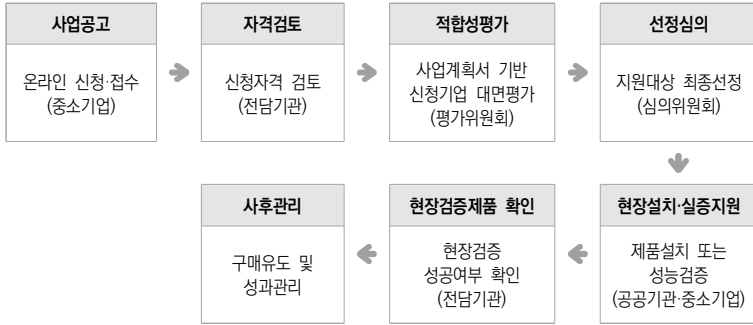 사업공고
온라인 신청·접수
(중소기업)
자격검토
신청자격 검토
(전담기관)
적합성평가
사업계획서 기반
신청기업 대면평가
(평가위원회)
선정심의
지원대상 최종선정
(심의위원회)
현장설치·실증지원
제품설치 또는
성능검증
(공공기관·중소기업)
현장검증제품 확인
현장검증
성공여부 확인
(전담기관)
사후관리
구매유도 및
성과관리